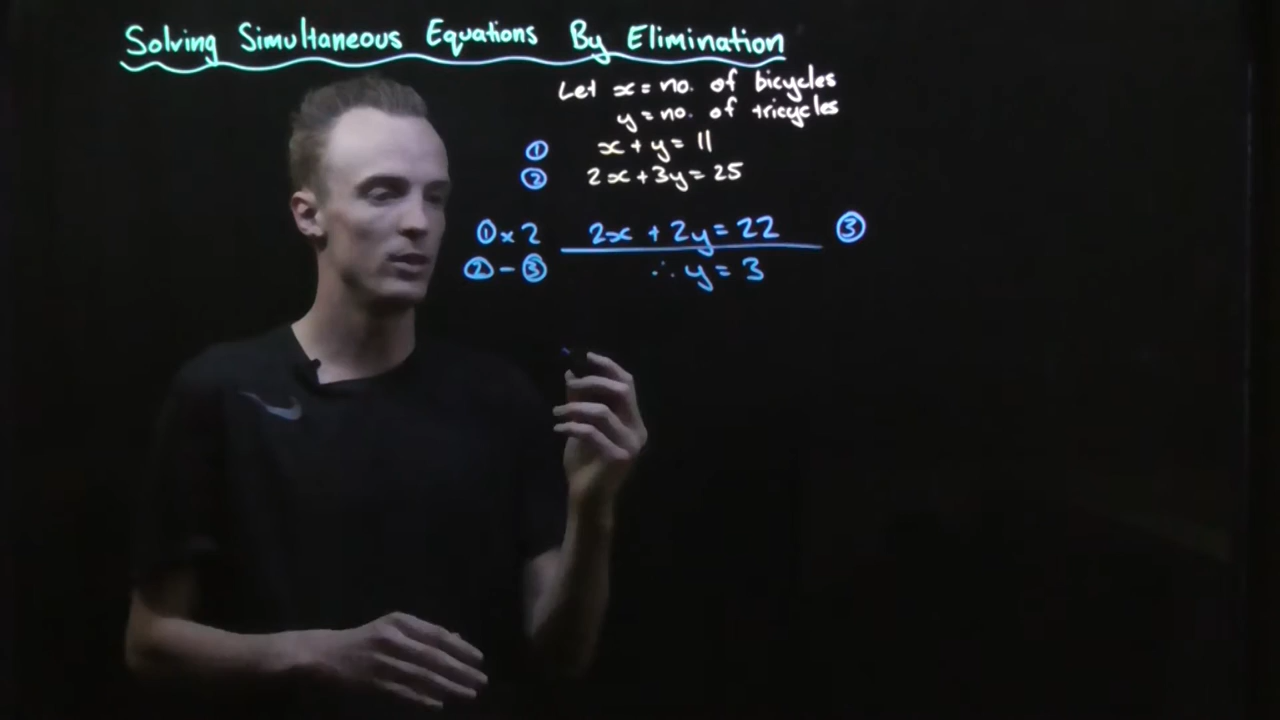 Solving Simultaneous Equations By Elimination
Let x = no. of bicycles
y = no. of tricycles
① x + y = 11
② 2x + 3y = 25
① x 2 2x + 2y = 22 ③
② - ③ ∴ y = 3